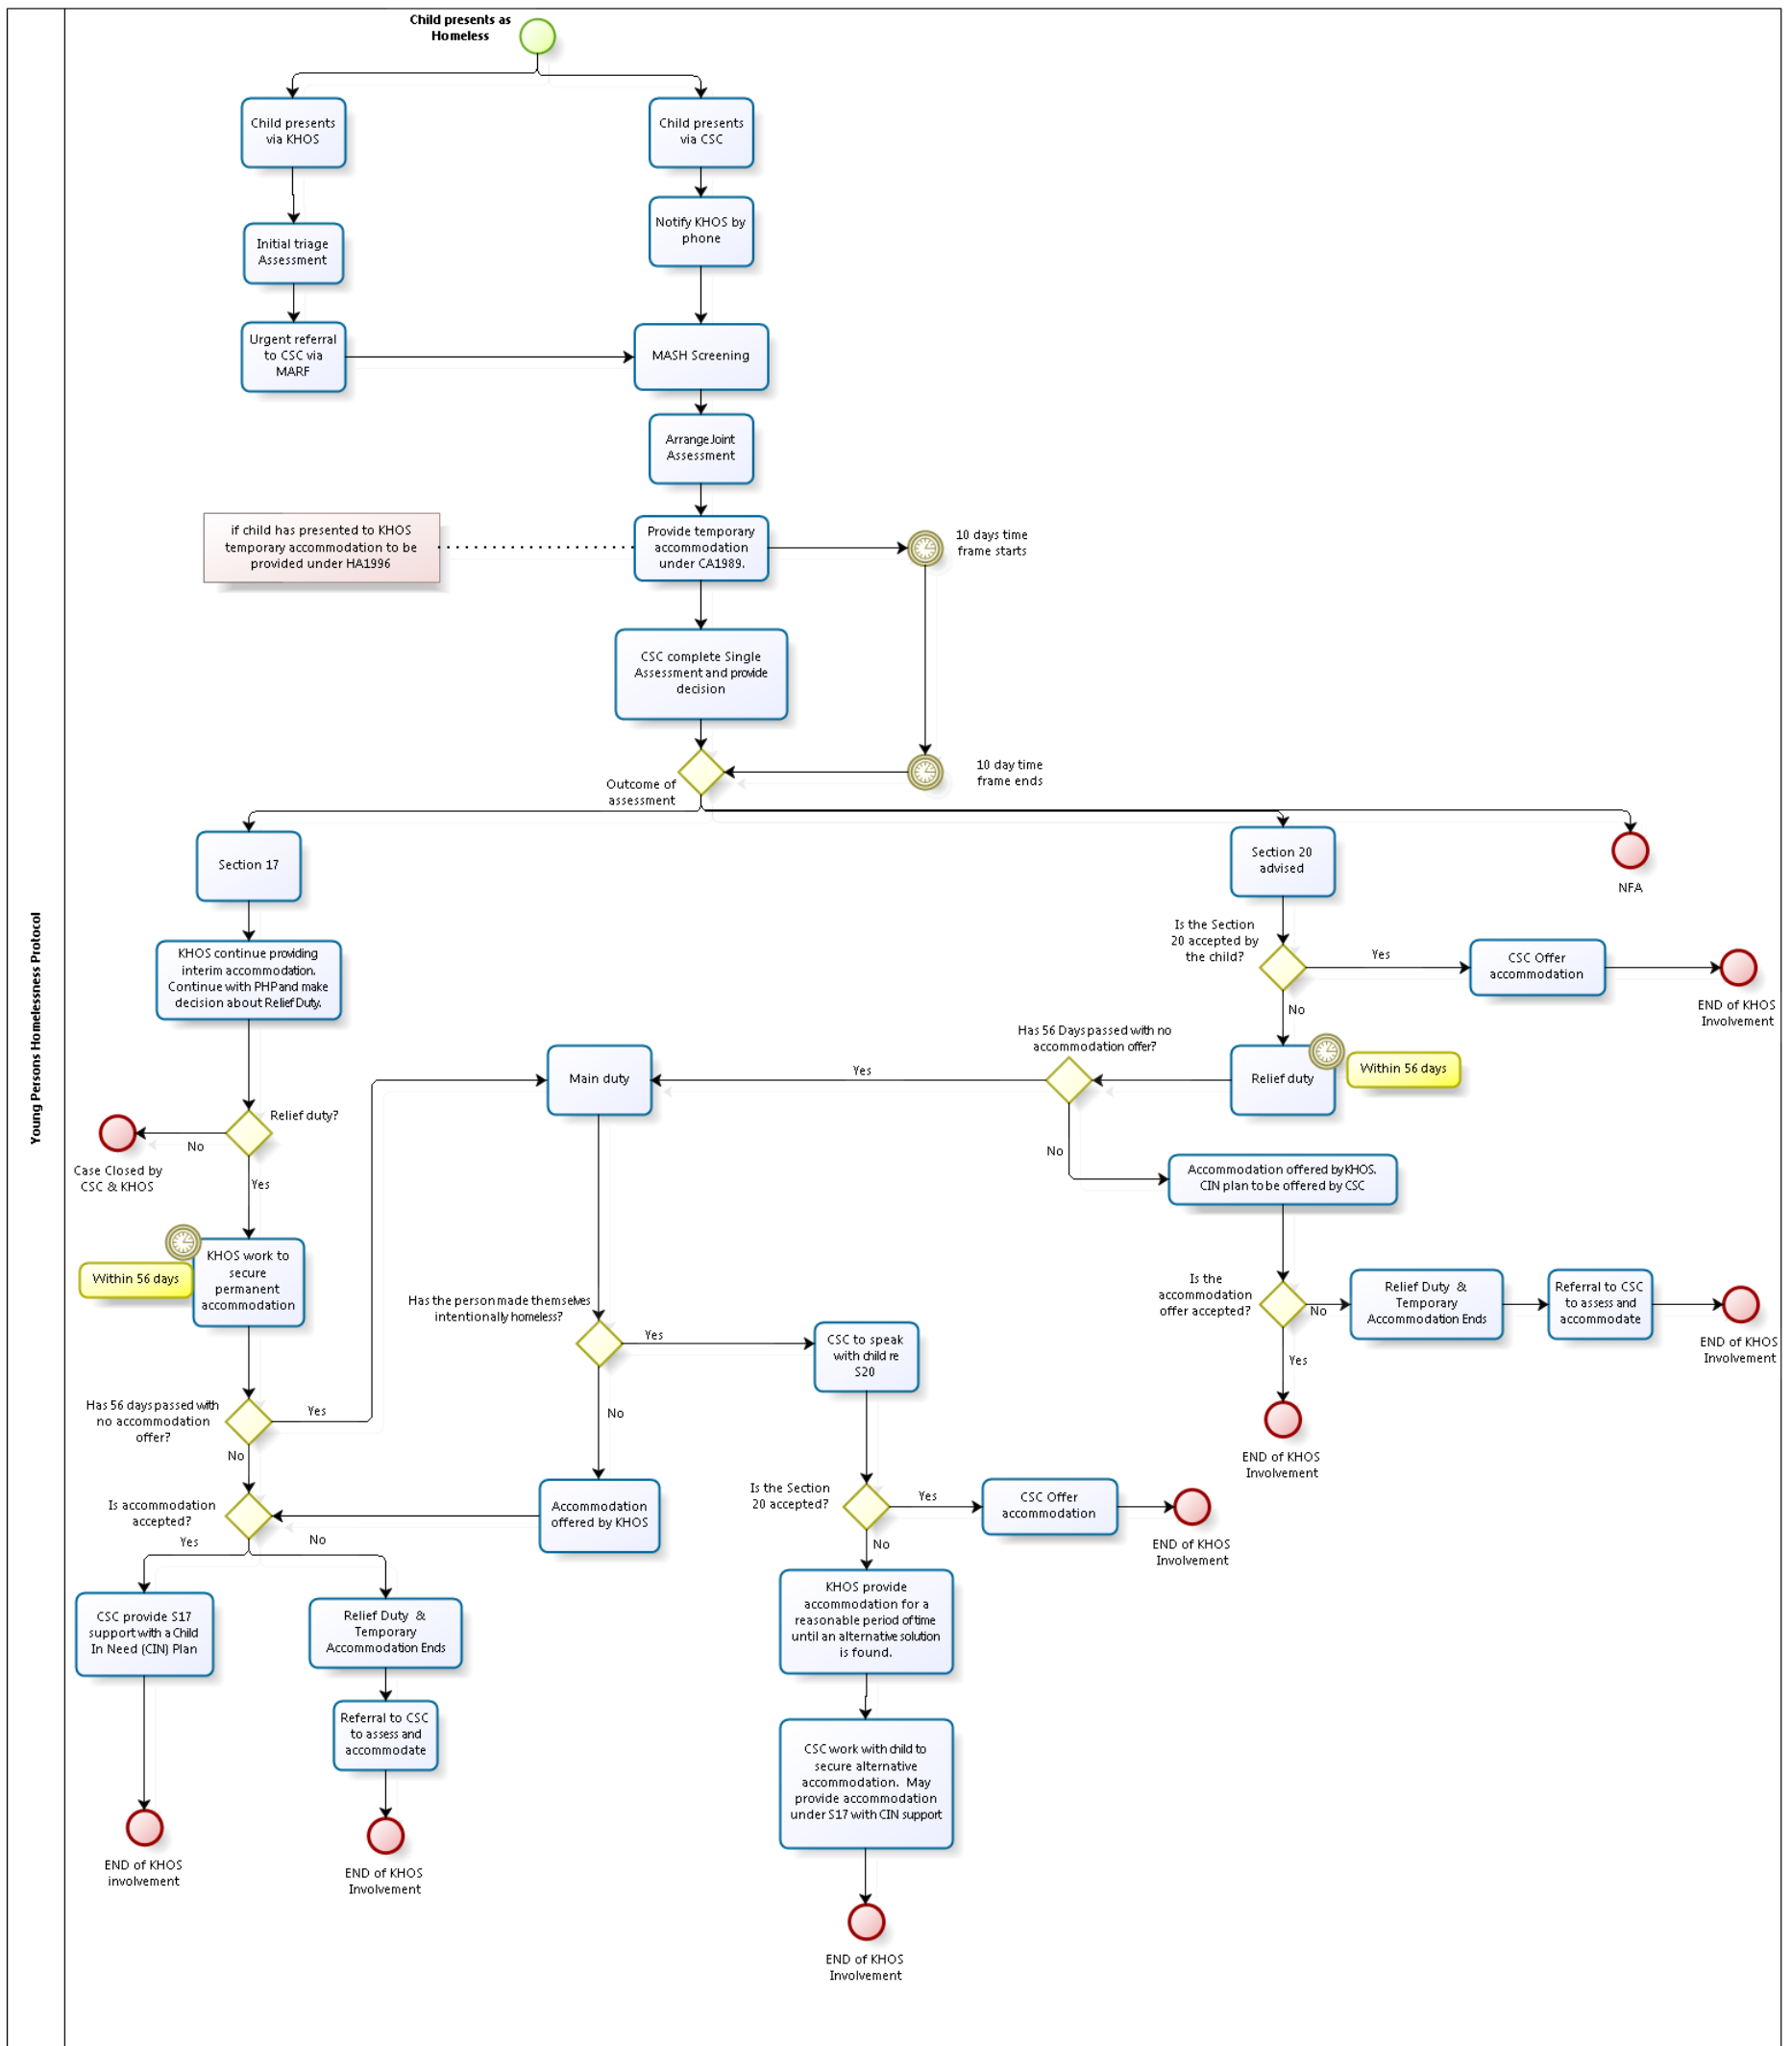 Young Persons Homelessness Protocol
Child presents as
Homeless
Child presents
via KHOS
Child presents
via CSC
Initial triage
Assessment
Notify KHOS by
phone
Urgent referral
to CSC via
MARF
MASH Screening
Arrange Joint
Assessment
if child has presented to KHOS
temporary accommodation to be
provided under HA1996
Provide temporary
accommodation
under CA1989.
10 days time
frame starts
CSC complete Single
Assessment and provide
decision
Outcome of
assessment
10 day time
frame ends
Section 17
Section 20
advised
NFA
KHOS continue providing
interim accommodation.
Continue with PHP and make
decision about Relief Duty.
Is the Section
20 accepted by
the child?
Yes
CSC Offer
accommodation
END of KHOS
Involvement
No
Has 56 Days passed with no
accommodation offer?
Main duty
Yes
Relief duty
Within 56 days
Relief duty?
No
Case Closed by
CSC & KHOS
Yes
No
Accommodation offered by KHOS.
CIN plan to be offered by CSC
KHOS work to
secure
permanent
accommodation
Within 56 days
Has the person made themselves
intentionally homeless?
Yes
CSC to speak
with child re
S20
Is the
accommodation
offer accepted?
No
Relief Duty &
Temporary
Accommodation Ends
Referral to CSC
to assess and
accommodate
END of KHOS
Involvement
Yes
END of KHOS
Involvement
Has 56 days passed with
no accommodation
offer?
Yes
No
No
Is accommodation
accepted?
Accommodation
offered by KHOS
Is the Section
20 accepted?
Yes
CSC Offer
accommodation
END of KHOS
Involvement
Yes
No
No
CSC provide S17
support with a Child
In Need (CIN) Plan
Relief Duty &
Temporary
Accommodation Ends
KHOS provide
accommodation for a
reasonable period of time
until an alternative solution
is found.
Referral to CSC
to assess and
accommodate
CSC work with child to
secure alternative
accommodation. May
provide accommodation
under S17 with CIN support
END of KHOS
involvement
END of KHOS
Involvement
END of KHOS
Involvement